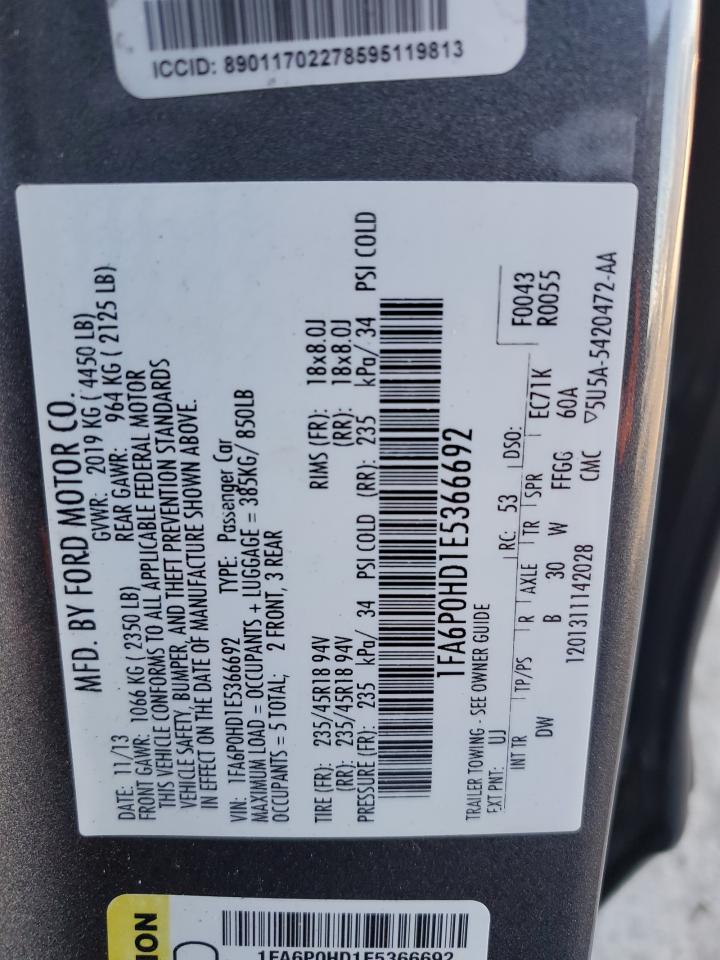 ICCID: 89011702278595119813
MFD. BY FORD MOTOR CO.
DATE: 11/13 GVWR: 2019 KG ( 4450 LB)
FRONT GAWR: 1066 KG ( 2350 LB) REAR GAWR: 964 KG ( 2125 LB)
THIS VEHICLE CONFORMS TO ALL APPLICABLE FEDERAL MOTOR
VEHICLE SAFETY, BUMPER, AND THEFT PREVENTION STANDARDS
IN EFFECT ON THE DATE OF MANUFACTURE SHOWN ABOVE.
VIN: 1FA6P0HD1E5366692 TYPE: Passenger Car
MAXIMUM LOAD = OCCUPANTS + LUGGAGE = 385KG/ 850LB
OCCUPANTS = 5 TOTAL; 2 FRONT, 3 REAR
TIRE (FR): 235/45R18 94V RIMS (FR): 18x8.0J
(RR): 235/45R18 94V (RR): 18x8.0J
PRESSURE (FR): 235 kPa/ 34 PSI COLD (RR): 235 kPa/ 34 PSI COLD
1FA6P0HD1E5366692
TRAILER TOWING - SEE OWNER GUIDE
EXT PNT: UJ RC: 53 DSO: F0043
R0055
INT TR TP/PS R AXLE TR SPR EC71K
DW B 30 W FFGG 60A
1201311142028 CMC ▽5U5A-5420472-AA
ION
1FA6P0HD1E5366692